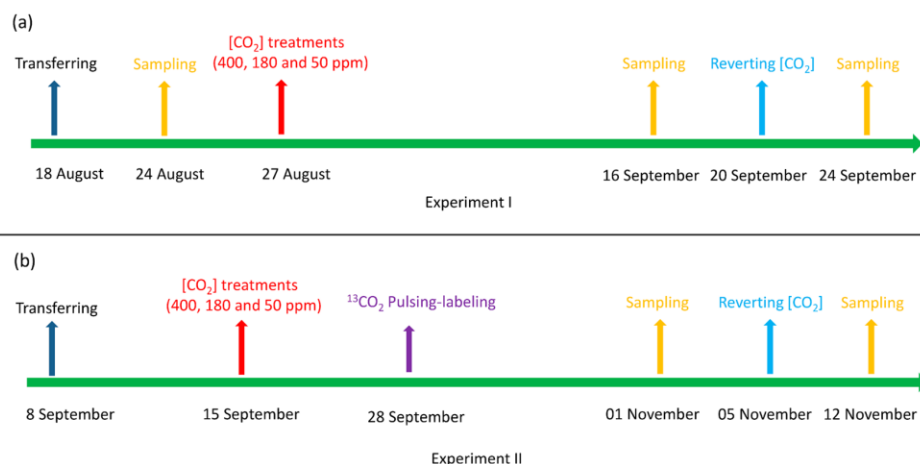 (a)
[CO₂] treatments
Transferring Sampling (400, 180 and 50 ppm) Sampling Reverting [CO₂] Sampling
18 August 24 August 27 August 16 September 20 September 24 September
Experiment I
(b)
[CO₂] treatments ¹³CO₂ Pulsing-labeling
Transferring (400, 180 and 50 ppm) Sampling Reverting [CO₂] Sampling
8 September 15 September 28 September 01 November 05 November 12 November
Experiment II